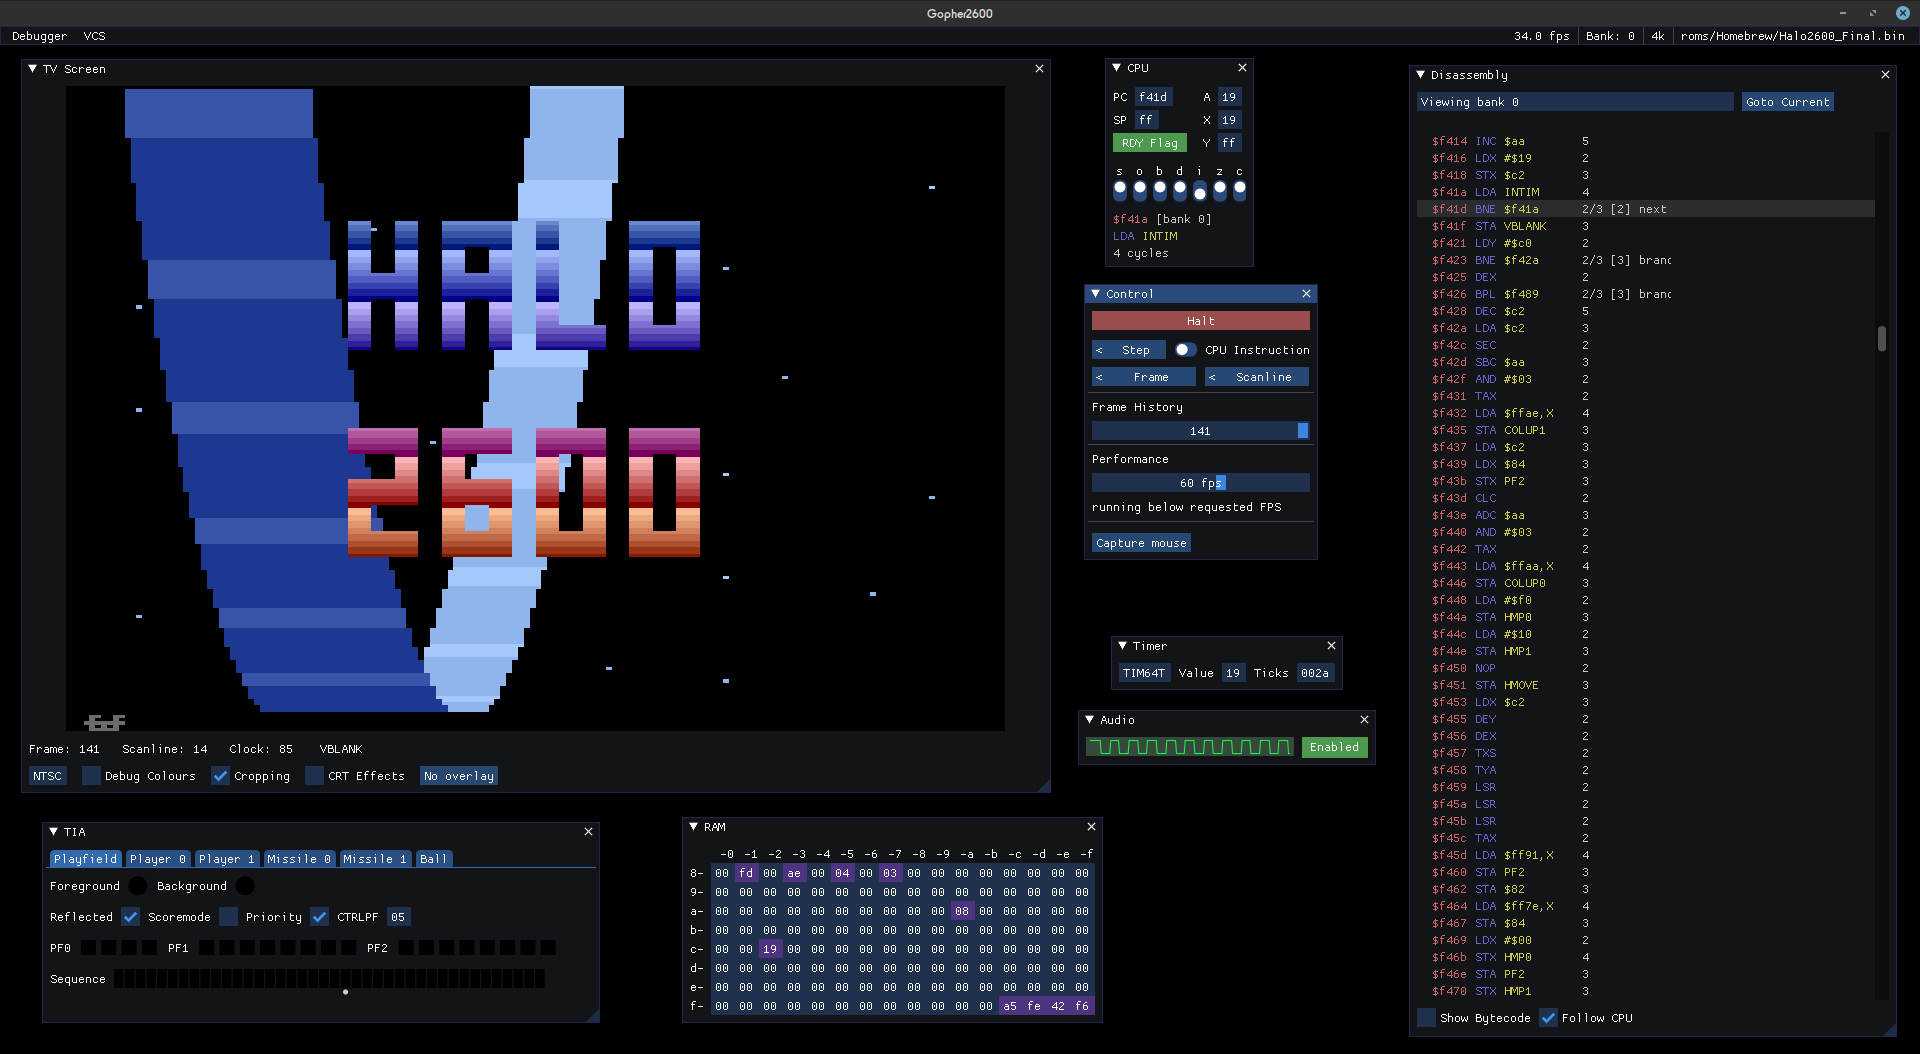 Gopher2600
Debugger VCS
34.0 fps Bank: 0 4k roms/Homebrew/Halo2600_Final.bin
TV Screen
HALO
2600
Frame: 141 Scanline: 14 Clock: 85 VBLANK
NTSC Debug Colours Cropping CRT Effects No overlay
CPU
PC f41d A 19
SP ff X 19
RDY Flag Y ff
s o b d i z c
$f41a [bank 0]
LDA INTIM
4 cycles
Control
Halt
< Step CPU Instruction
< Frame < Scanline
Frame History
141
Performance
60 fps
running below requested FPS
Capture mouse
Timer
TIM64T Value 19 Ticks 002a
Audio
Enabled
TIA
Playfield Player 0 Player 1 Missile 0 Missile 1 Ball
Foreground Background
Reflected Scoremode Priority CTRLPF 05
PF0 PF1 PF2
Sequence
RAM
-0 -1 -2 -3 -4 -5 -6 -7 -8 -9 -a -b -c -d -e -f
8- 00 fd 00 ae 00 04 00 03 00 00 00 00 00 00 00 00
9- 00 00 00 00 00 00 00 00 00 00 00 00 00 00 00 00
a- 00 00 00 00 00 00 00 00 00 00 08 00 00 00 00 00
b- 00 00 00 00 00 00 00 00 00 00 00 00 00 00 00 00
c- 00 00 19 00 00 00 00 00 00 00 00 00 00 00 00 00
d- 00 00 00 00 00 00 00 00 00 00 00 00 00 00 00 00
e- 00 00 00 00 00 00 00 00 00 00 00 00 00 00 00 00
f- 00 00 00 00 00 00 00 00 00 00 00 00 a5 fe 42 f6
Disassembly
Viewing bank 0 Goto Current
$f414 INC $aa 5
$f416 LDX #$19 2
$f418 STX $c2 3
$f41a LDA INTIM 4
$f41d BNE $f41a 2/3 [2] next
$f41f STA VBLANK 3
$f421 LDY #$c0 2
$f423 BNE $f42a 2/3 [3] branc
$f425 DEX 2
$f426 BPL $f489 2/3 [3] branc
$f428 DEC $c2 5
$f42a LDA $c2 3
$f42c SEC 2
$f42d SBC $aa 3
$f42f AND #$03 2
$f431 TAX 2
$f432 LDA $ffae,X 4
$f435 STA COLUP1 3
$f437 LDA $c2 3
$f439 LDX $84 3
$f43b STX PF2 3
$f43d CLC 2
$f43e ADC $aa 3
$f440 AND #$03 2
$f442 TAX 2
$f443 LDA $ffaa,X 4
$f446 STA COLUP0 3
$f448 LDA #$f0 2
$f44a STA HMP0 3
$f44c LDA #$10 2
$f44e STA HMP1 3
$f450 NOP 2
$f451 STA HMOVE 3
$f453 LDX $c2 3
$f455 DEY 2
$f456 DEX 2
$f457 TXS 2
$f458 TYA 2
$f459 LSR 2
$f45a LSR 2
$f45b LSR 2
$f45c TAX 2
$f45d LDA $ff91,X 4
$f460 STA PF2 3
$f462 STA $82 3
$f464 LDA $ff7e,X 4
$f467 STA $84 3
$f469 LDX #$00 2
$f46b STX HMP0 4
$f46e STA PF2 3
$f470 STX HMP1 3
Show Bytecode Follow CPU